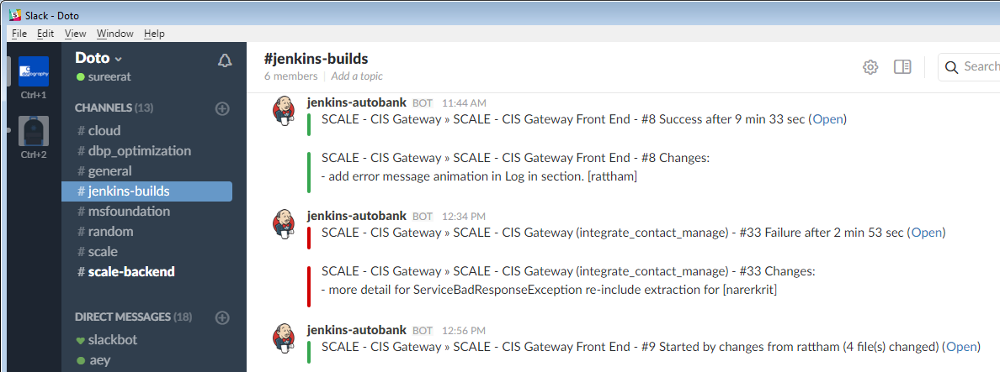 Slack - Doto
File Edit View Window Help
Ctrl+1
Ctrl+2
Doto
sureerat
CHANNELS (13)
# cloud
# dbp_optimization
# general
# jenkins-builds
# msfoundation
# random
# scale
# scale-backend
DIRECT MESSAGES (18)
slackbot
aey
#jenkins-builds
6 members | Add a topic
Search
jenkins-autobank BOT 11:44 AM
SCALE - CIS Gateway » SCALE - CIS Gateway Front End - #8 Success after 9 min 33 sec (Open)
SCALE - CIS Gateway » SCALE - CIS Gateway Front End - #8 Changes:
- add error message animation in Log in section. [rattham]
jenkins-autobank BOT 12:34 PM
SCALE - CIS Gateway » SCALE - CIS Gateway (integrate_contact_manage) - #33 Failure after 2 min 53 sec (Open)
SCALE - CIS Gateway » SCALE - CIS Gateway (integrate_contact_manage) - #33 Changes:
- more detail for ServiceBadResponseException re-include extraction for [narerkrit]
jenkins-autobank BOT 12:56 PM
SCALE - CIS Gateway » SCALE - CIS Gateway Front End - #9 Started by changes from rattham (4 file(s) changed) (Open)